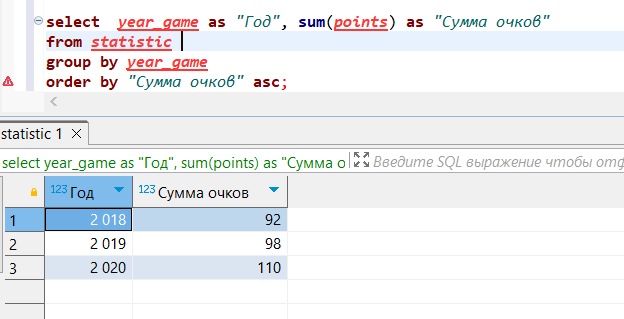 select year_game as "Год", sum(points) as "Сумма очков"
from statistic
group by year_game
order by "Сумма очков" asc;
statistic 1
select year_game as "Год", sum(points) as "Сумма о
Введите SQL выражение чтобы отф
123 Год 123 Сумма очков
1 2 018 92
2 2 019 98
3 2 020 110